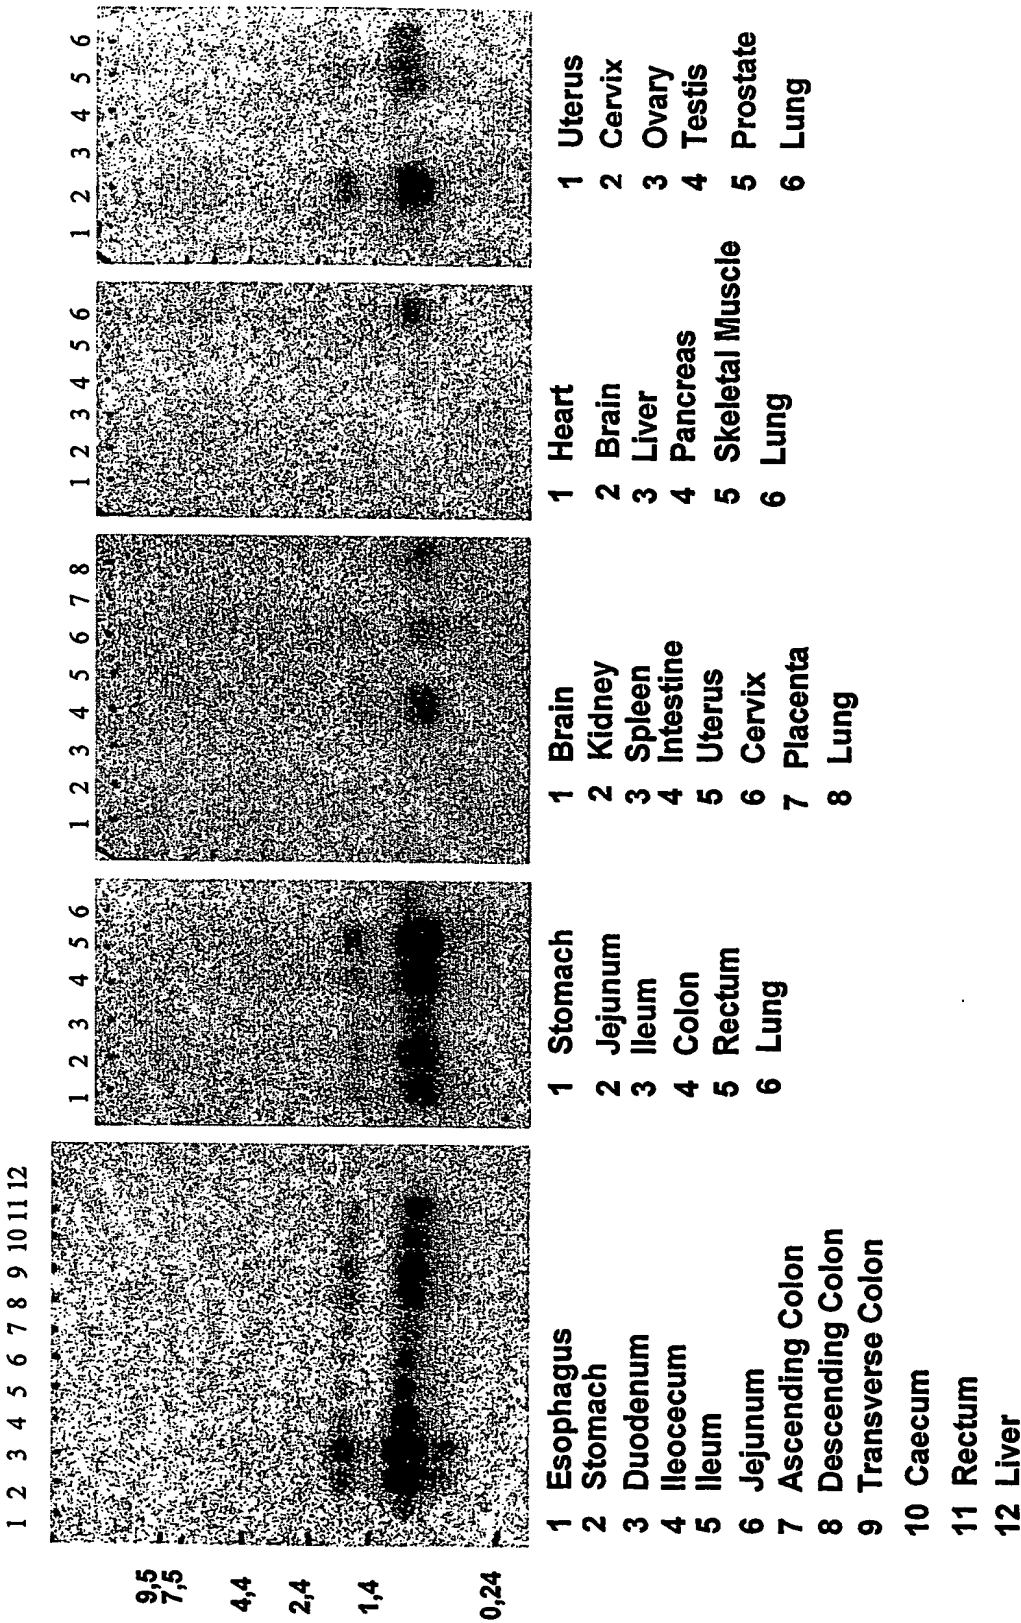 1 2 3 4 5 6 7 8 9 10 11 12
9,5
7,5
4,4
2,4
1,4
0,24
1 Esophagus
2 Stomach
3 Duodenum
4 Ileocecum
5 Ileum
6 Jejunum
7 Ascending Colon
8 Descending Colon
9 Transverse Colon
10 Caecum
11 Rectum
12 Liver
1 2 3 4 5 6
1 Stomach
2 Jejunum
3 Ileum
4 Colon
5 Rectum
6 Lung
1 2 3 4 5 6 7 8
1 Brain
2 Kidney
3 Spleen
4 Intestine
5 Uterus
6 Cervix
7 Placenta
8 Lung
1 2 3 4 5 6
1 Heart
2 Brain
3 Liver
4 Pancreas
5 Skeletal Muscle
6 Lung
1 2 3 4 5 6
1 Uterus
2 Cervix
3 Ovary
4 Testis
5 Prostate
6 Lung